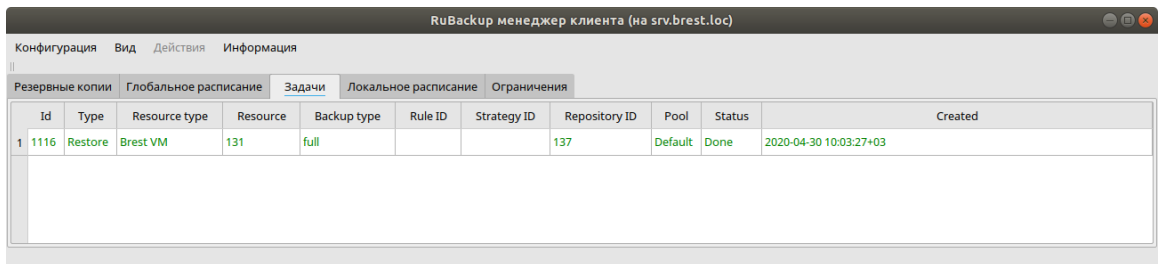 RuBackup менеджер клиента (на srv.brest.loc)
Конфигурация Вид Действия Информация
Резервные копии Глобальное расписание Задачи Локальное расписание Ограничения
Id Type Resource type Resource Backup type Rule ID Strategy ID Repository ID Pool Status Created
1 1116 Restore Brest VM 131 full 137 Default Done 2020-04-30 10:03:27+03